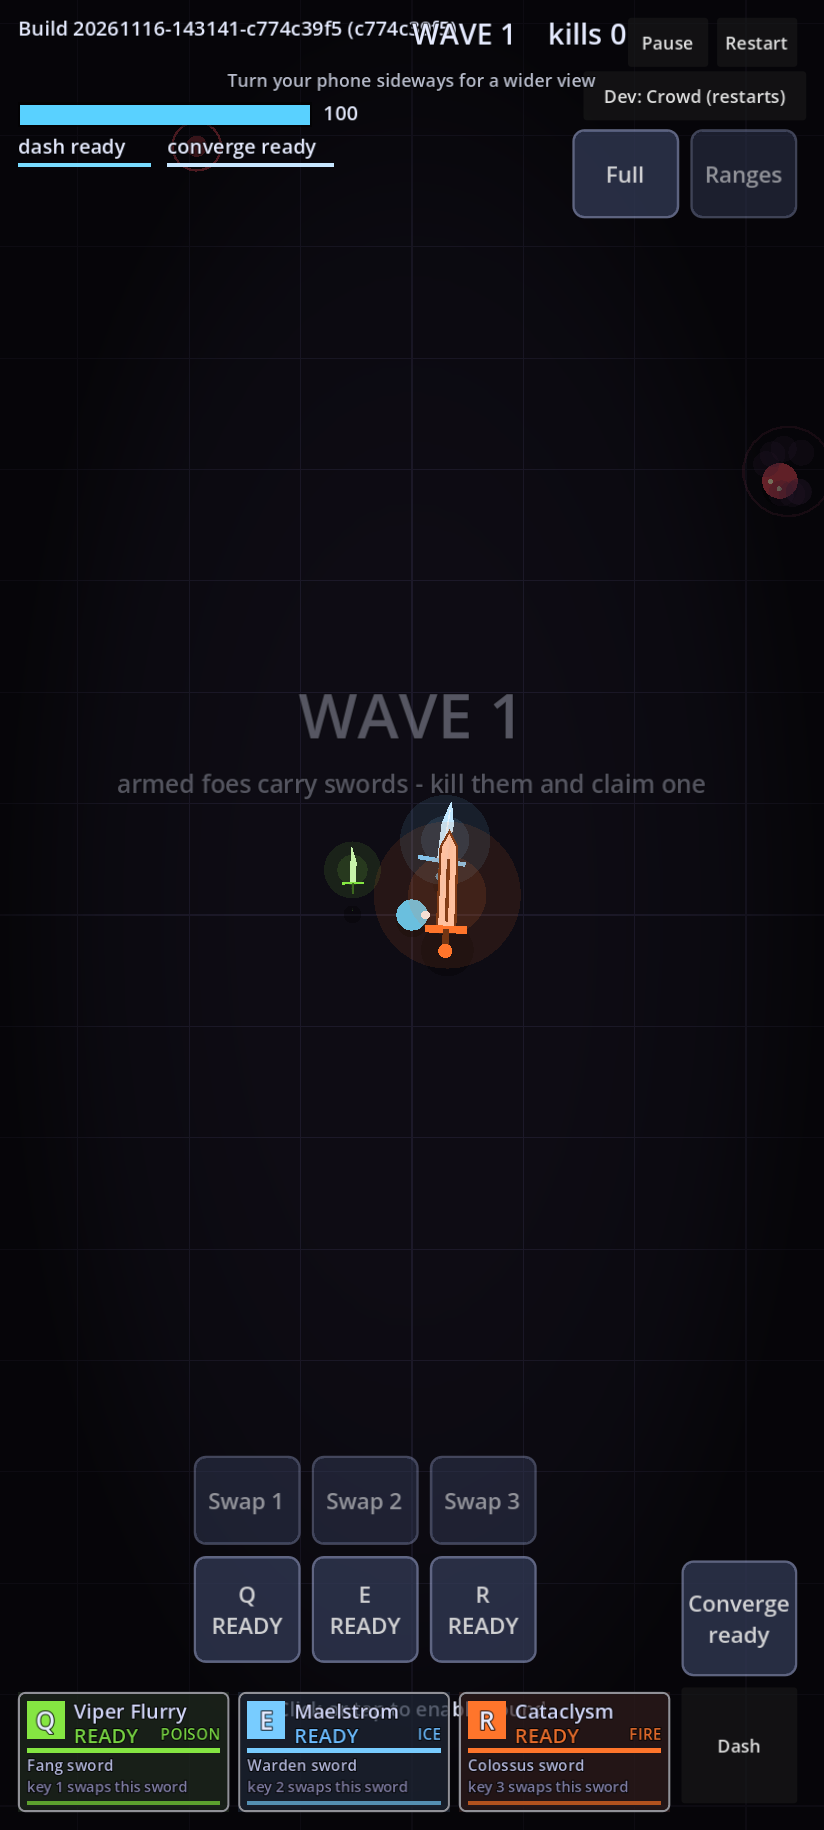 Build 20261116-143141-c774c39f5 (c774c39f5)
WAVE 1 kills 0
Pause
Restart
Turn your phone sideways for a wider view
Dev: Crowd (restarts)
100
dash ready
converge ready
Full
Ranges
WAVE 1
armed foes carry swords - kill them and claim one
Swap 1
Swap 2
Swap 3
Q
READY
E
READY
R
READY
Converge
ready
Dash
Q
Viper Flurry
READY
POISON
Fang sword
key 1 swaps this sword
E
Maelstrom
READY
ICE
Warden sword
key 2 swaps this sword
R
Cataclysm
READY
FIRE
Colossus sword
key 3 swaps this sword